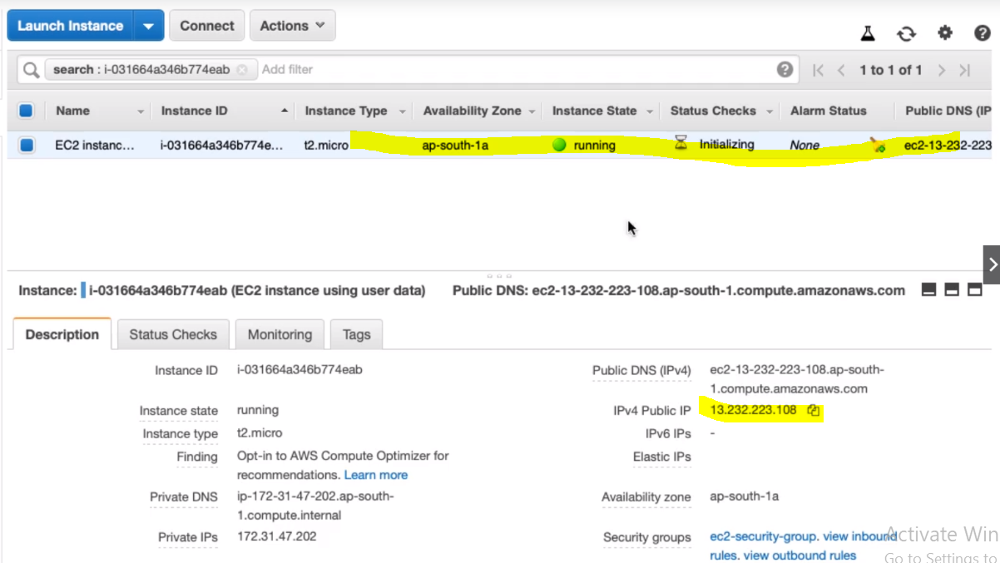 Launch Instance Connect Actions
search : i-031664a346b774eab Add filter 1 to 1 of 1
Name Instance ID Instance Type Availability Zone Instance State Status Checks Alarm Status Public DNS (IP
EC2 instanc... i-031664a346b774e... t2.micro ap-south-1a running Initializing None ec2-13-232-223
Instance: i-031664a346b774eab (EC2 instance using user data) Public DNS: ec2-13-232-223-108.ap-south-1.compute.amazonaws.com
Description Status Checks Monitoring Tags
Instance ID i-031664a346b774eab Public DNS (IPv4) ec2-13-232-223-108.ap-south-
1.compute.amazonaws.com
Instance state running IPv4 Public IP 13.232.223.108
Instance type t2.micro IPv6 IPs -
Finding Opt-in to AWS Compute Optimizer for Elastic IPs
recommendations. Learn more
Private DNS ip-172-31-47-202.ap-south- Availability zone ap-south-1a
1.compute.internal
Private IPs 172.31.47.202 Security groups ec2-security-group. view inbound
rules. view outbound rules
Activate Win
Go to Settings to